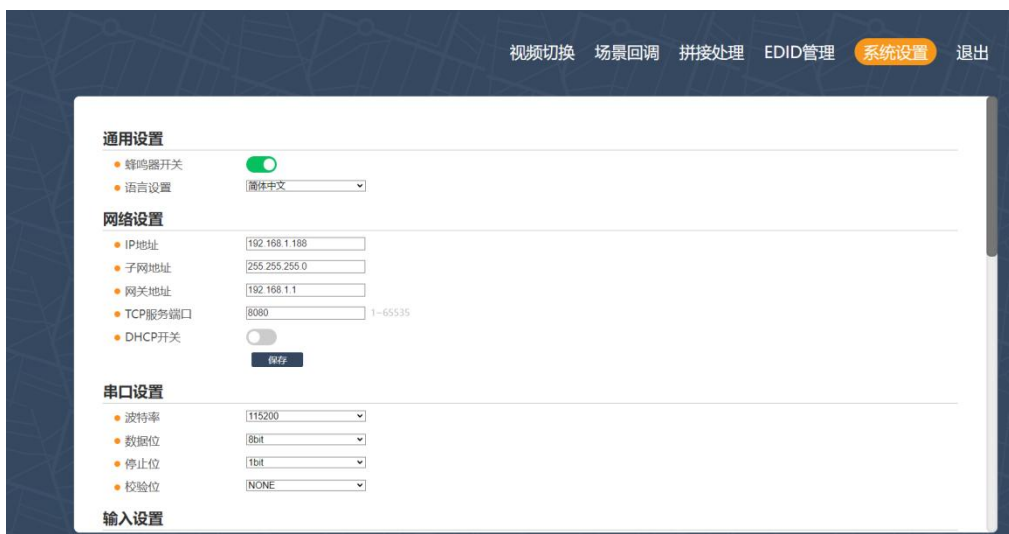 视频切换 场景回调 拼接处理 EDID管理 系统设置 退出
通用设置
蜂鸣器开关
语言设置 简体中文
网络设置
IP地址 192.168.1.188
子网地址 255.255.255.0
网关地址 192.168.1.1
TCP服务端口 8080 1~65535
DHCP开关
保存
串口设置
波特率 115200
数据位 8bit
停止位 1bit
校验位 NONE
输入设置